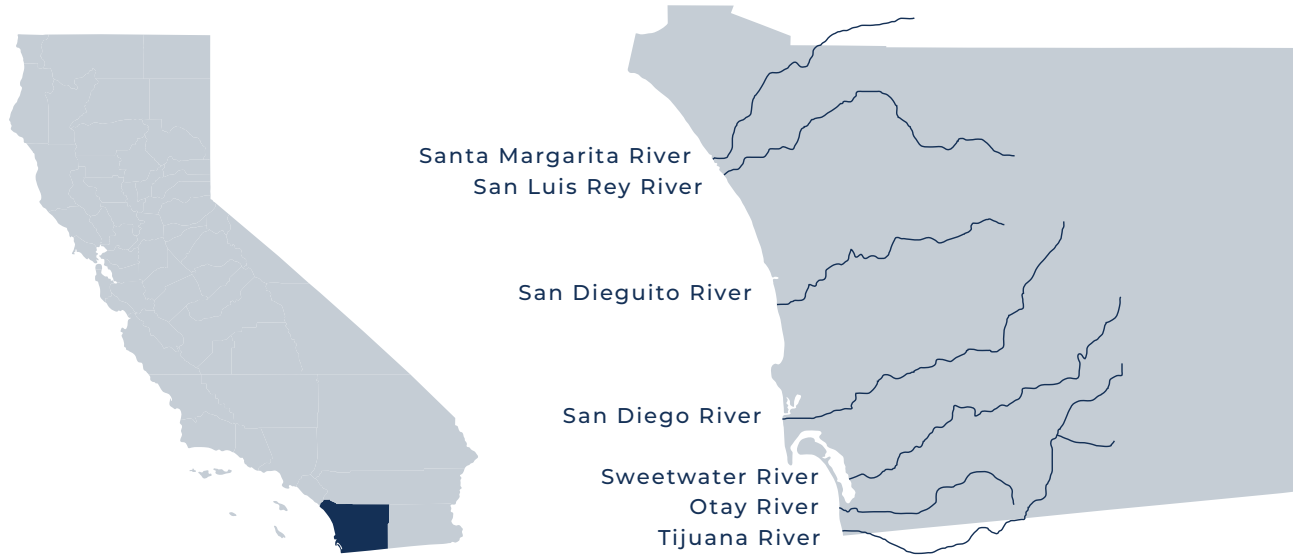 Santa Margarita River
San Luis Rey River
San Dieguito River
San Diego River
Sweetwater River
Otay River
Tijuana River